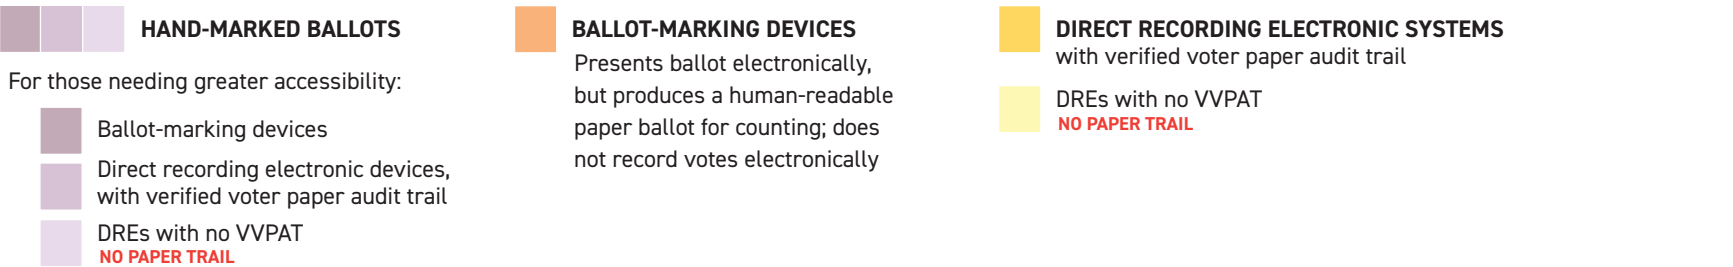 HAND-MARKED BALLOTS
For those needing greater accessibility:
Ballot-marking devices
Direct recording electronic devices,
with verified voter paper audit trail
DREs with no VVPAT
NO PAPER TRAIL
BALLOT-MARKING DEVICES
Presents ballot electronically,
but produces a human-readable
paper ballot for counting; does
not record votes electronically
DIRECT RECORDING ELECTRONIC SYSTEMS
with verified voter paper audit trail
DREs with no VVPAT
NO PAPER TRAIL